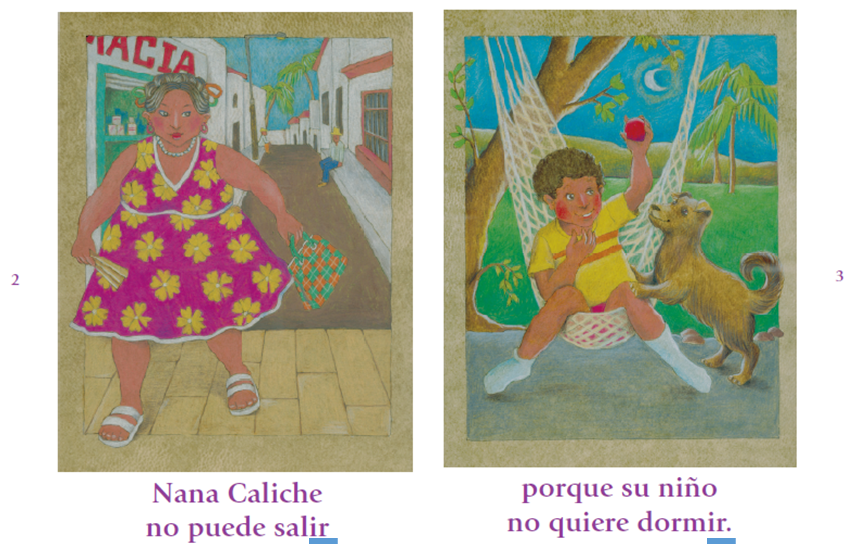 MACIA
2
Nana Caliche
no puede salir
3
porque su niño
no quiere dormir.